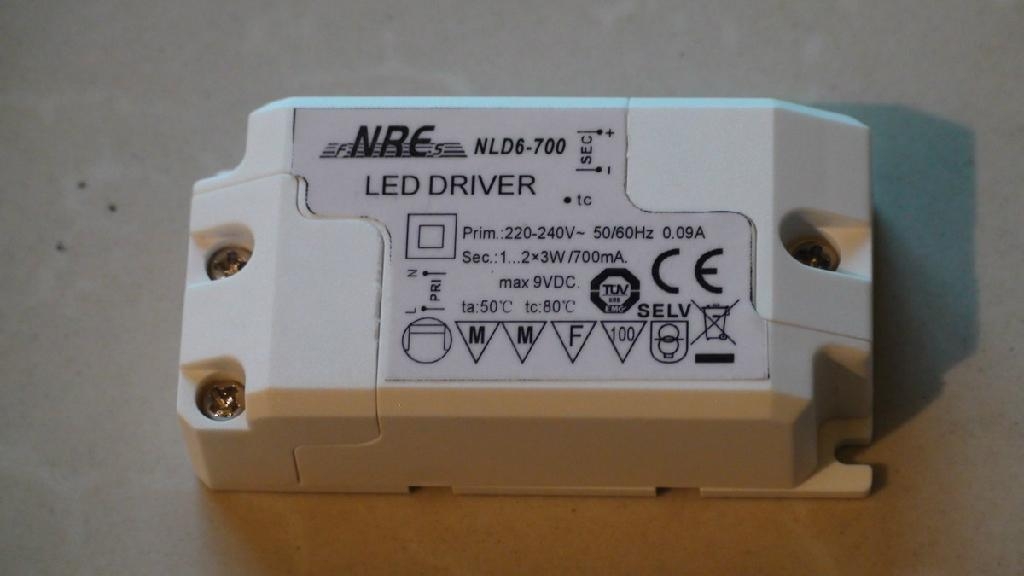 NRE NLD6-700
SEC + -
LED DRIVER
• tc
Prim.:220-240V~ 50/60Hz 0.09A
Sec.:1...2×3W/700mA.
max 9VDC.
ta:50℃ tc:80℃
N
PRI
L
CE
TÜV
SELV
M M F 100